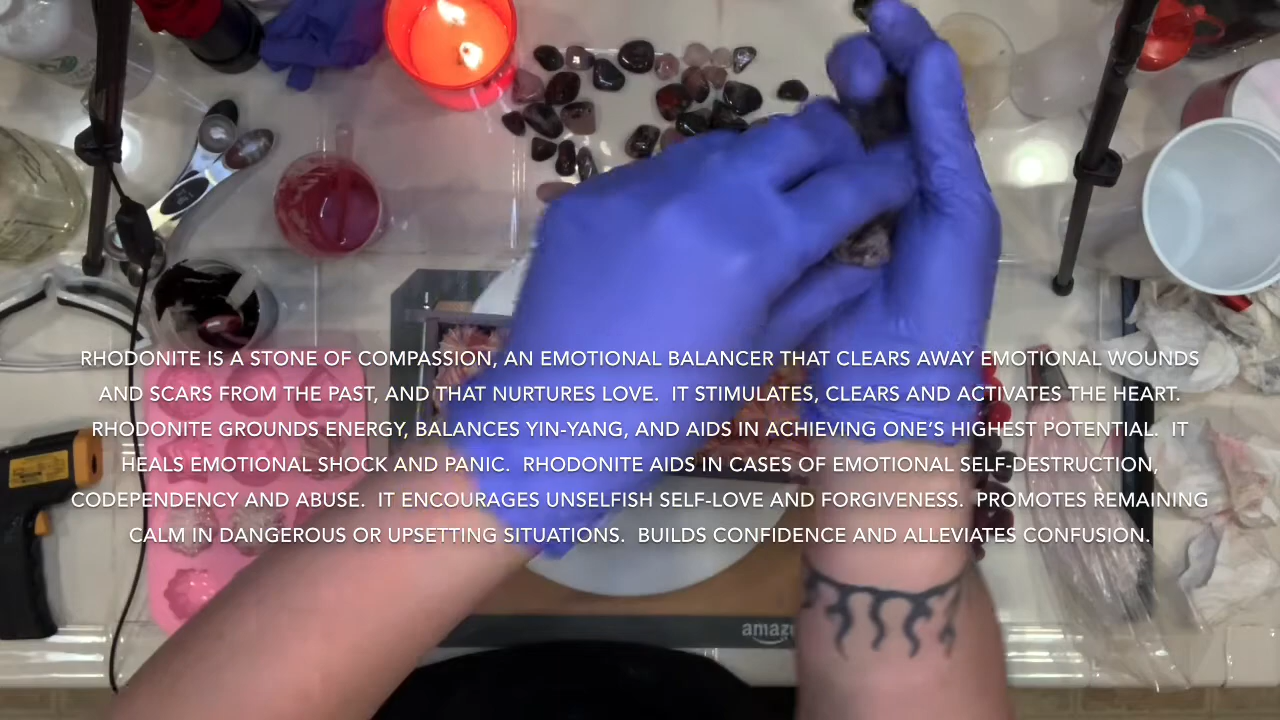 RHODONITE IS A STONE OF COMPASSION, AN EMOTIONAL BALANCER THAT CLEARS AWAY EMOTIONAL WOUNDS
AND SCARS FROM THE PAST, AND THAT NURTURES LOVE.  IT STIMULATES, CLEARS AND ACTIVATES THE HEART.
RHODONITE GROUNDS ENERGY, BALANCES YIN-YANG, AND AIDS IN ACHIEVING ONE’S HIGHEST POTENTIAL.  IT
HEALS EMOTIONAL SHOCK AND PANIC.  RHODONITE AIDS IN CASES OF EMOTIONAL SELF-DESTRUCTION,
CODEPENDENCY AND ABUSE.  IT ENCOURAGES UNSELFISH SELF-LOVE AND FORGIVENESS.  PROMOTES REMAINING
CALM IN DANGEROUS OR UPSETTING SITUATIONS.  BUILDS CONFIDENCE AND ALLEVIATES CONFUSION.